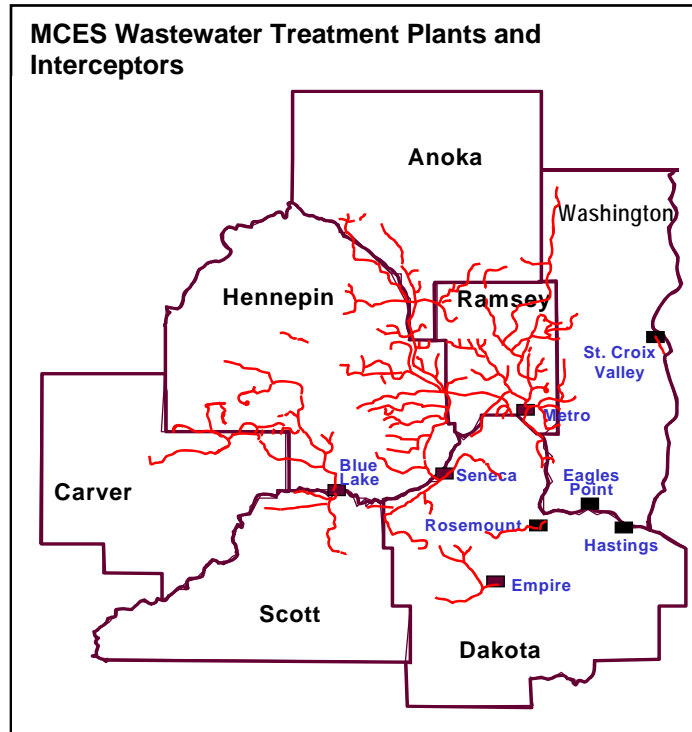 MCES Wastewater Treatment Plants and
Interceptors
Anoka
Washington
Hennepin
Ramsey
St. Croix
Valley
Metro
Blue
Lake
Seneca
Eagles
Point
Carver
Rosemount
Hastings
Empire
Scott
Dakota